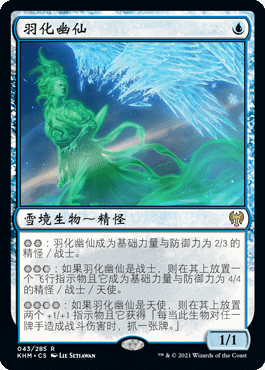 羽化幽仙
雪境生物～精怪
：羽化幽仙成为基础力量与防御力为 2/3 的
精怪／战士。
：如果羽化幽仙是战士，则在其上放置
一个飞行指示物且它成为基础力量与防御力为 4/4
的精怪／战士／天使。
：如果羽化幽仙是天使，则在其上放置
两个 +1/+1 指示物且它获得「每当此生物对任一
牌手造成战斗伤害时，抓一张牌。」
1/1
043/285 R
KHM • CS LIE SETIAWAN
™ & © 2021 Wizards of the Coast